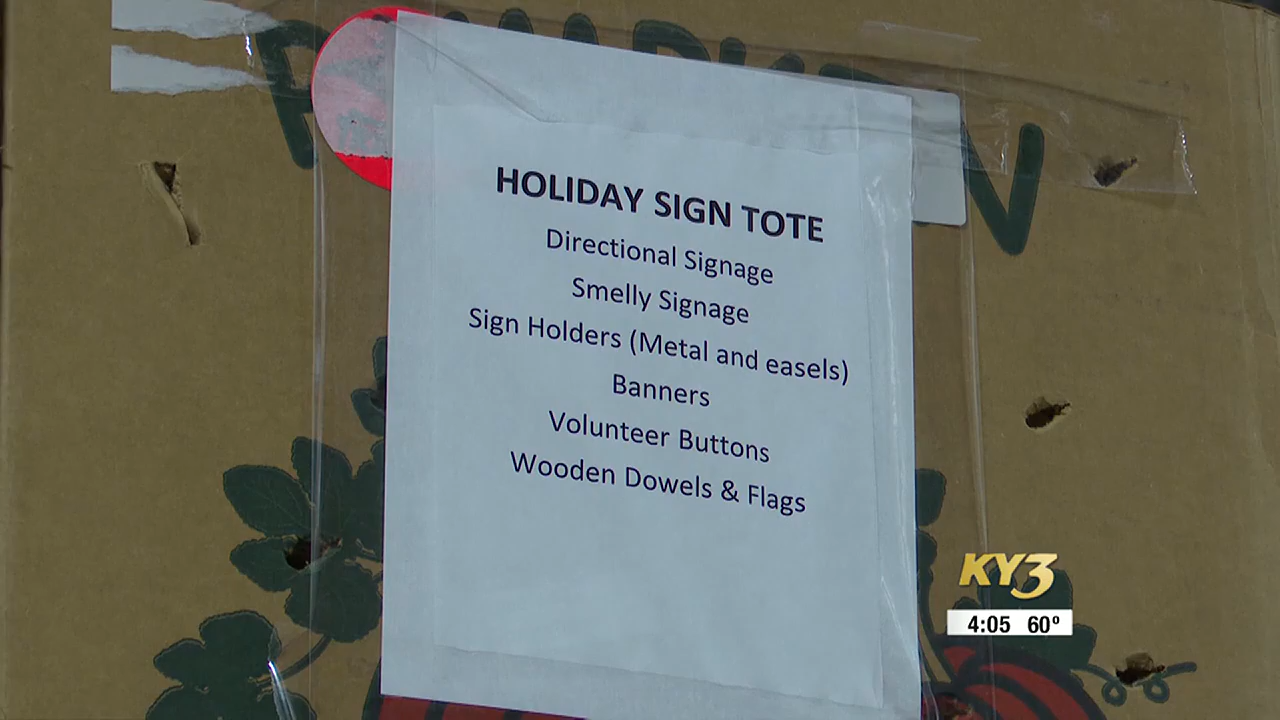 HOLIDAY SIGN TOTE
Directional Signage
Smelly Signage
Sign Holders (Metal and easels)
Banners
Volunteer Buttons
Wooden Dowels & Flags
KY3
4:05 60º